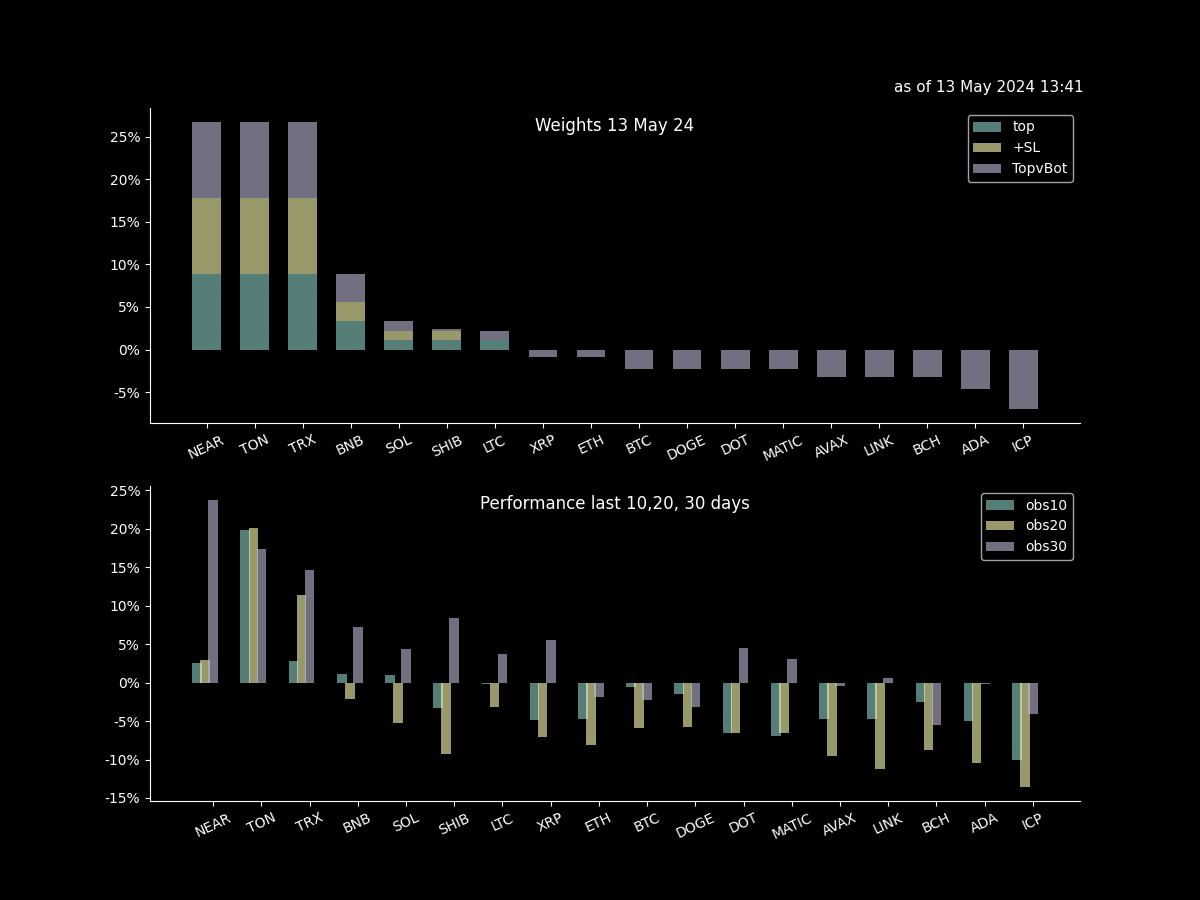 as of 13 May 2024 13:41
Weights 13 May 24
top
+SL
TopvBot
25%
20%
15%
10%
5%
0%
-5%
NEAR TON TRX BNB SOL SHIB LTC XRP ETH BTC DOGE DOT MATIC AVAX LINK BCH ADA ICP
Performance last 10,20, 30 days
obs10
obs20
obs30
25%
20%
15%
10%
5%
0%
-5%
-10%
-15%
NEAR TON TRX BNB SOL SHIB LTC XRP ETH BTC DOGE DOT MATIC AVAX LINK BCH ADA ICP